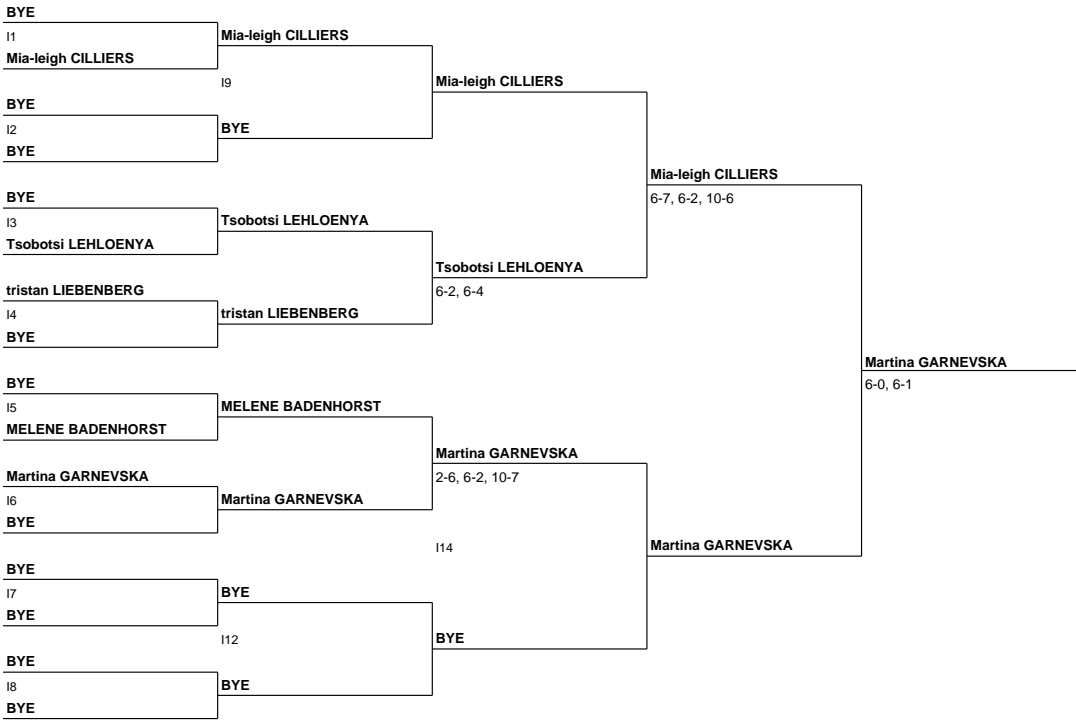 BYE
I1
Mia-leigh CILLIERS
BYE
I2
BYE
BYE
I3
Tsobotsi LEHLOENYA
tristan LIEBENBERG
I4
BYE
BYE
I5
MELENE BADENHORST
Martina GARNEVSKA
I6
BYE
BYE
I7
BYE
BYE
I8
BYE
Mia-leigh CILLIERS
I9
BYE
Tsobotsi LEHLOENYA
tristan LIEBENBERG
MELENE BADENHORST
Martina GARNEVSKA
BYE
I12
BYE
Mia-leigh CILLIERS
Tsobotsi LEHLOENYA
6-2, 6-4
Martina GARNEVSKA
2-6, 6-2, 10-7
I14
BYE
Mia-leigh CILLIERS
6-7, 6-2, 10-6
Martina GARNEVSKA
Martina GARNEVSKA
6-0, 6-1